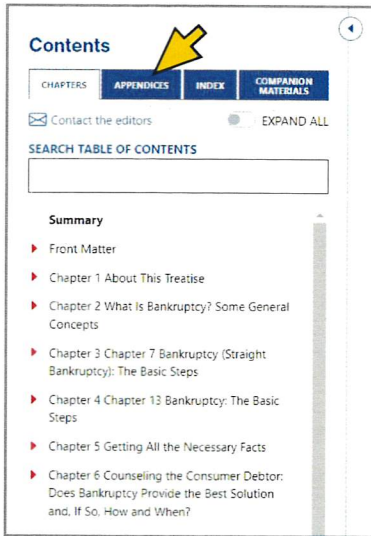 Contents
CHAPTERS
APPENDICES
INDEX
COMPANION
MATERIALS
Contact the editors
EXPAND ALL
SEARCH TABLE OF CONTENTS
Summary
Front Matter
Chapter 1 About This Treatise
Chapter 2 What Is Bankruptcy? Some General
Concepts
Chapter 3 Chapter 7 Bankruptcy (Straight
Bankruptcy): The Basic Steps
Chapter 4 Chapter 13 Bankruptcy: The Basic
Steps
Chapter 5 Getting All the Necessary Facts
Chapter 6 Counseling the Consumer Debtor:
Does Bankruptcy Provide the Best Solution
and, If So, How and When?